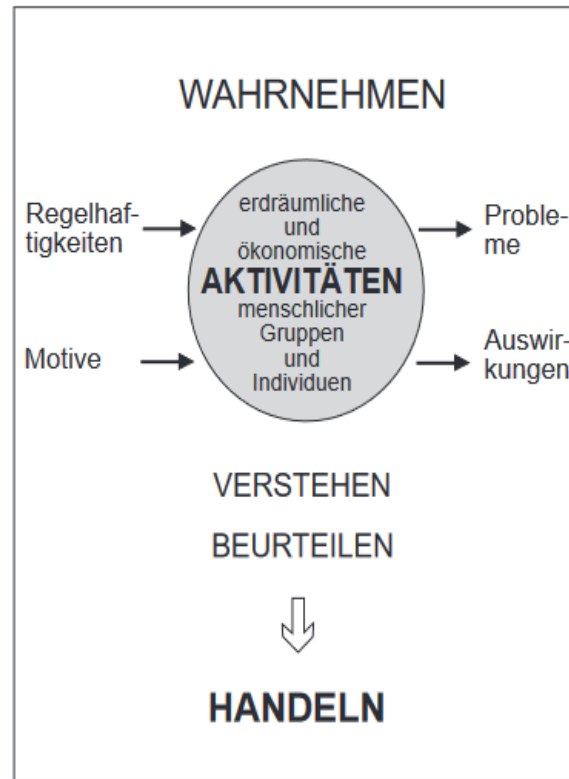 WAHRNEHMEN
Regelhaf-
tigkeiten
Motive
erdräumliche
und
ökonomische
AKTIVITÄTEN
menschlicher
Gruppen
und
Individuen
Proble-
me
Auswir-
kungen
VERSTEHEN
BEURTEILEN
HANDELN